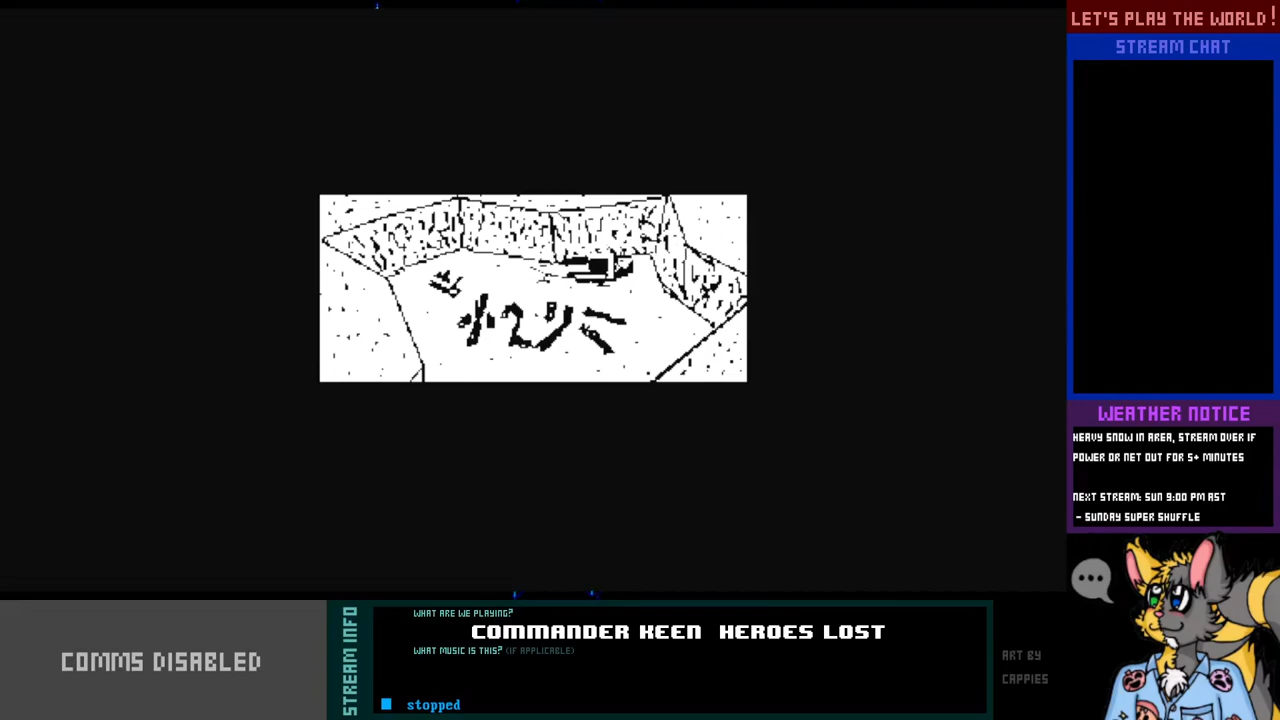 LET'S PLAY THE WORLD!
STREAM CHAT
WEATHER NOTICE
HEAVY SNOW IN AREA, STREAM OVER IF
POWER OR NET OUT FOR 5+ MINUTES
NEXT STREAM: SUN 9:00 PM AST
- SUNDAY SUPER SHUFFLE
COMMS DISABLED
STREAM INFO
WHAT ARE WE PLAYING?
COMMANDER KEEN HEROES LOST
WHAT MUSIC IS THIS? (IF APPLICABLE)
stopped
ART BY
CAPPIES